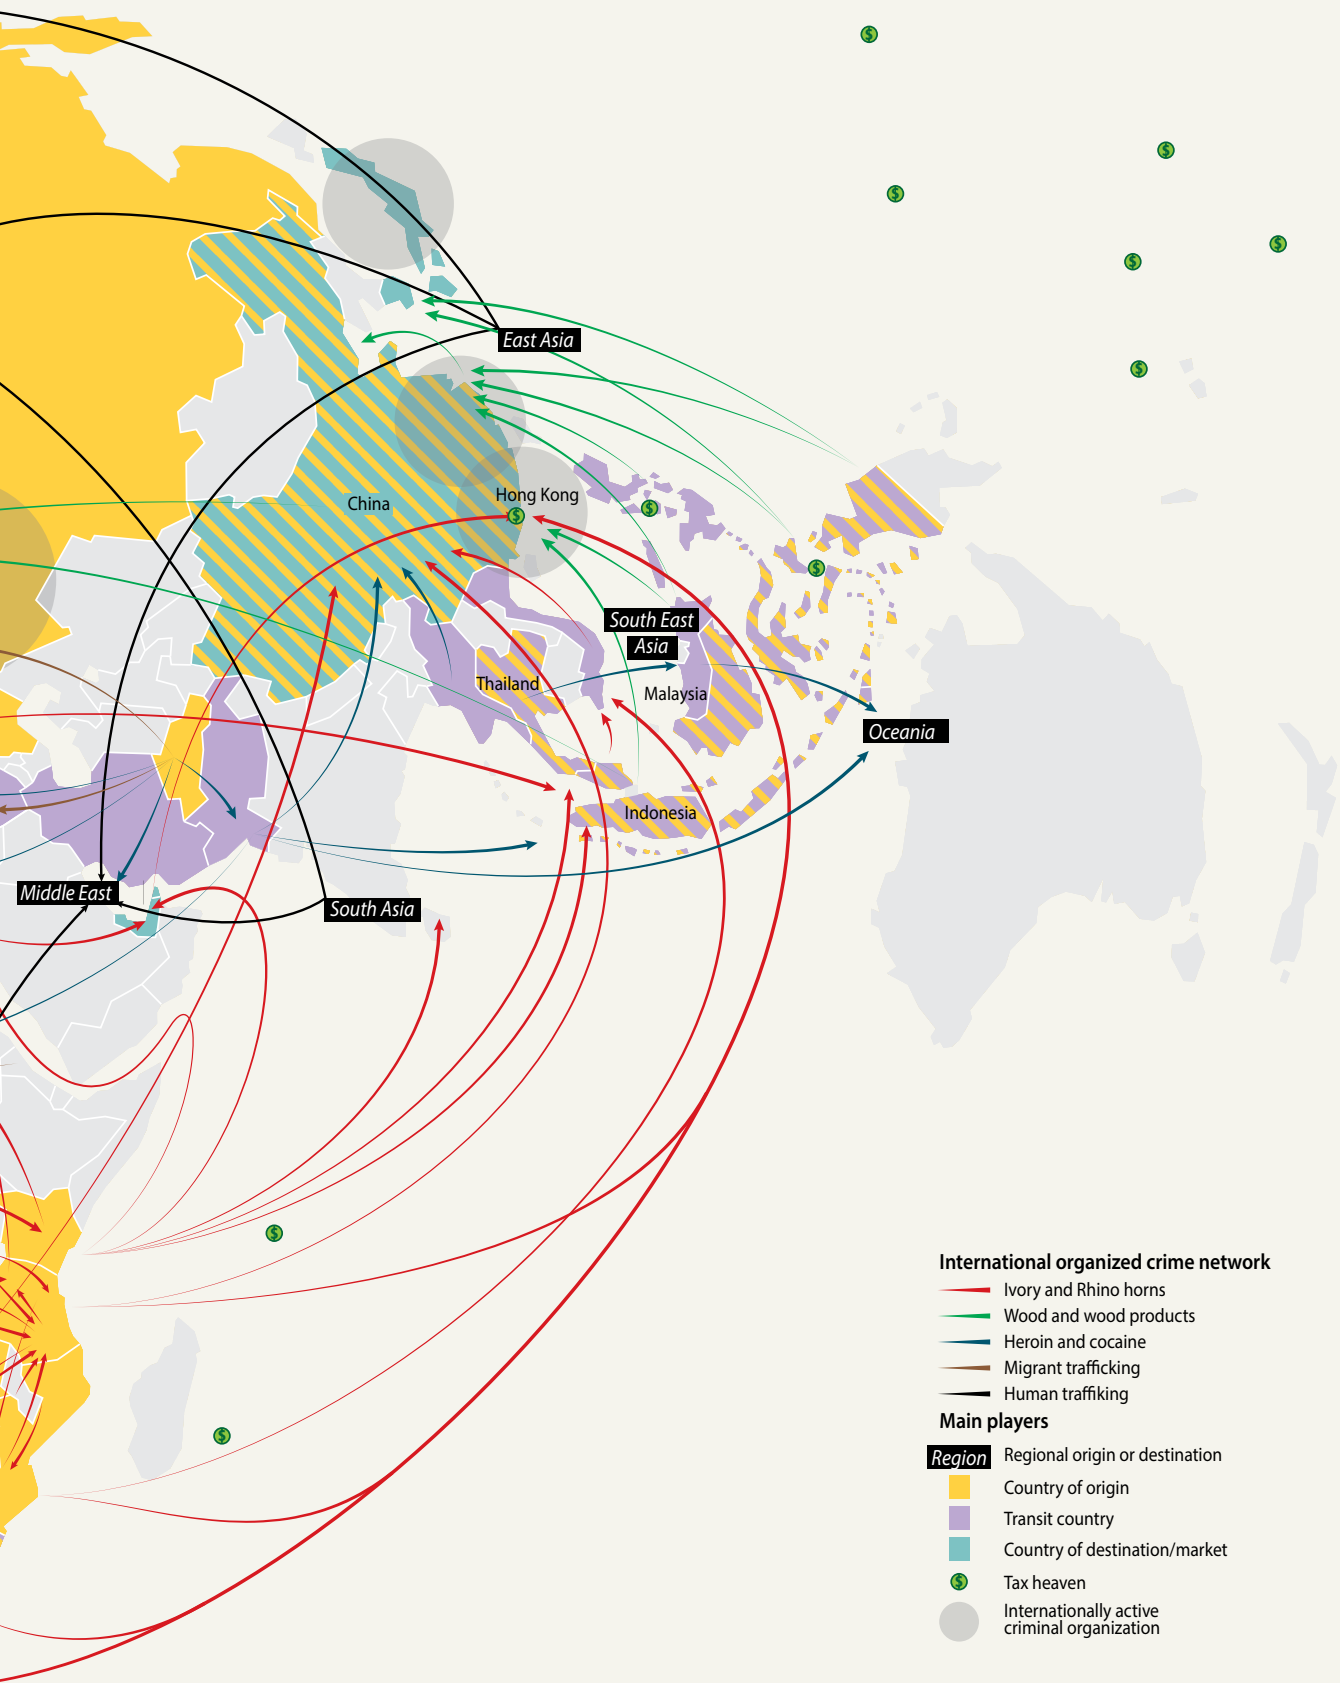 East Asia
Hong Kong
China
South East
Asia
Thailand
Malaysia
Oceania
Indonesia
Middle East
South Asia
International organized crime network
Ivory and Rhino horns
Wood and wood products
Heroin and cocaine
Migrant trafficking
Human traffiking
Main players
Region
Regional origin or destination
Country of origin
Transit country
Country of destination/market
$
Tax heaven
Internationally active
criminal organization